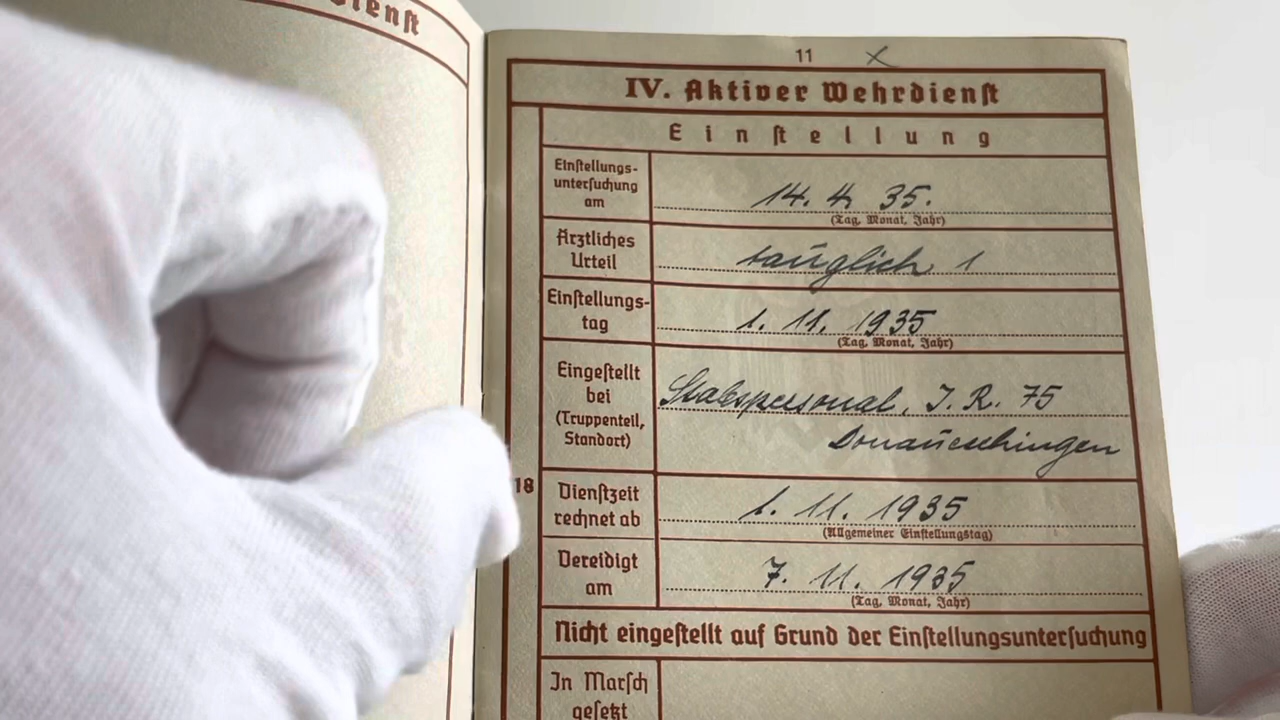 dienst
11 x
IV. Aktiver Wehrdienst
Einstellung
Einstellungs-
untersuchung
am
14. 4. 35.
(Tag, Monat, Jahr)
Ärztliches
Urteil
tauglich 1
Einstellungs-
tag
1. 11. 1935
(Tag, Monat, Jahr)
Eingestellt
bei
(Truppenteil,
Standort)
Stabspersonal, J. R. 75
Donaueschingen
18
Dienstzeit
rechnet ab
1. 11. 1935
(Allgemeiner Einstellungstag)
Vereidigt
am
7. 11. 1935
(Tag, Monat, Jahr)
Nicht eingestellt auf Grund der Einstellungsuntersuchung
In Marsch
gesetzt